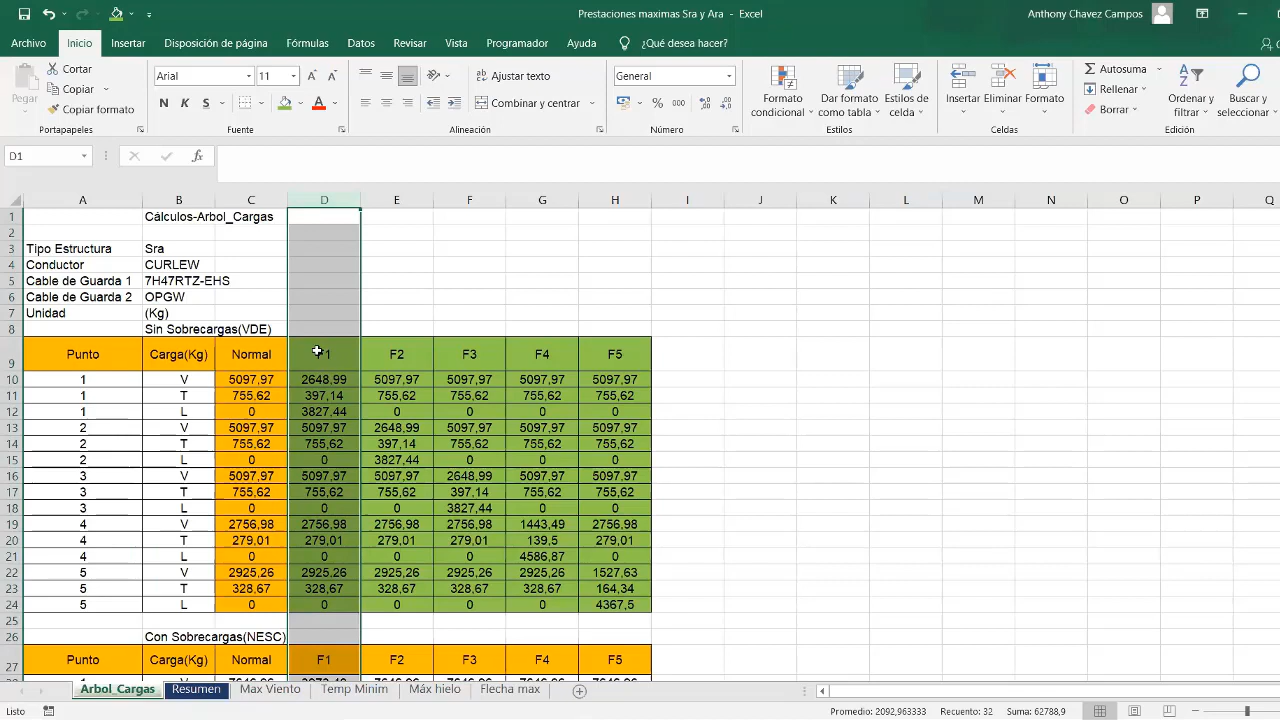 Prestaciones maximas Sra y Ara - Excel
Anthony Chavez Campos
Archivo Inicio Insertar Disposición de página Fórmulas Datos Revisar Vista Programador Ayuda ¿Qué desea hacer?
Pegar Cortar Copiar Copiar formato
Arial 11 N K S
Ajustar texto Combinar y centrar
General % 000
Formato condicional Dar formato como tabla Estilos de celda
Insertar Eliminar Formato
Autosuma Rellenar Borrar
Ordenar y filtrar Buscar y seleccionar
Portapapeles Fuente Alineación Número Estilos Celdas Edición
D1 fx
A B C D E F G H I J K L M N O P Q
1 Cálculos-Arbol_Cargas
2
3 Tipo Estructura Sra
4 Conductor CURLEW
5 Cable de Guarda 1 7H47RTZ-EHS
6 Cable de Guarda 2 OPGW
7 Unidad (Kg)
8 Sin Sobrecargas(VDE)
9 Punto Carga(Kg) Normal F1 F2 F3 F4 F5
10 1 V 5097,97 2648,99 5097,97 5097,97 5097,97 5097,97
11 1 T 755,62 397,14 755,62 755,62 755,62 755,62
12 1 L 0 3827,44 0 0 0 0
13 2 V 5097,97 5097,97 2648,99 5097,97 5097,97 5097,97
14 2 T 755,62 755,62 397,14 755,62 755,62 755,62
15 2 L 0 0 3827,44 0 0 0
16 3 V 5097,97 5097,97 5097,97 2648,99 5097,97 5097,97
17 3 T 755,62 755,62 755,62 397,14 755,62 755,62
18 3 L 0 0 0 3827,44 0 0
19 4 V 2756,98 2756,98 2756,98 2756,98 1443,49 2756,98
20 4 T 279,01 279,01 279,01 279,01 139,5 279,01
21 4 L 0 0 0 0 4586,87 0
22 5 V 2925,26 2925,26 2925,26 2925,26 2925,26 1527,63
23 5 T 328,67 328,67 328,67 328,67 328,67 164,34
24 5 L 0 0 0 0 0 4367,5
25
26 Con Sobrecargas(NESC)
27 Punto Carga(Kg) Normal F1 F2 F3 F4 F5
Arbol_Cargas Resumen Max Viento Temp Minim Máx hielo Flecha max
Listo Promedio: 2092,963333 Recuento: 32 Suma: 62788,9